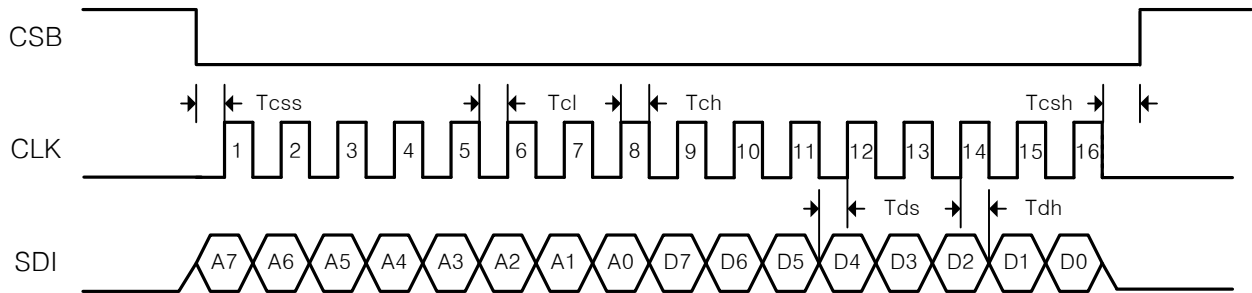 CSB
Tcss Tcl Tch Tcsh
CLK 1 2 3 4 5 6 7 8 9 10 11 12 13 14 15 16
Tds Tdh
SDI A7 A6 A5 A4 A3 A2 A1 A0 D7 D6 D5 D4 D3 D2 D1 D0